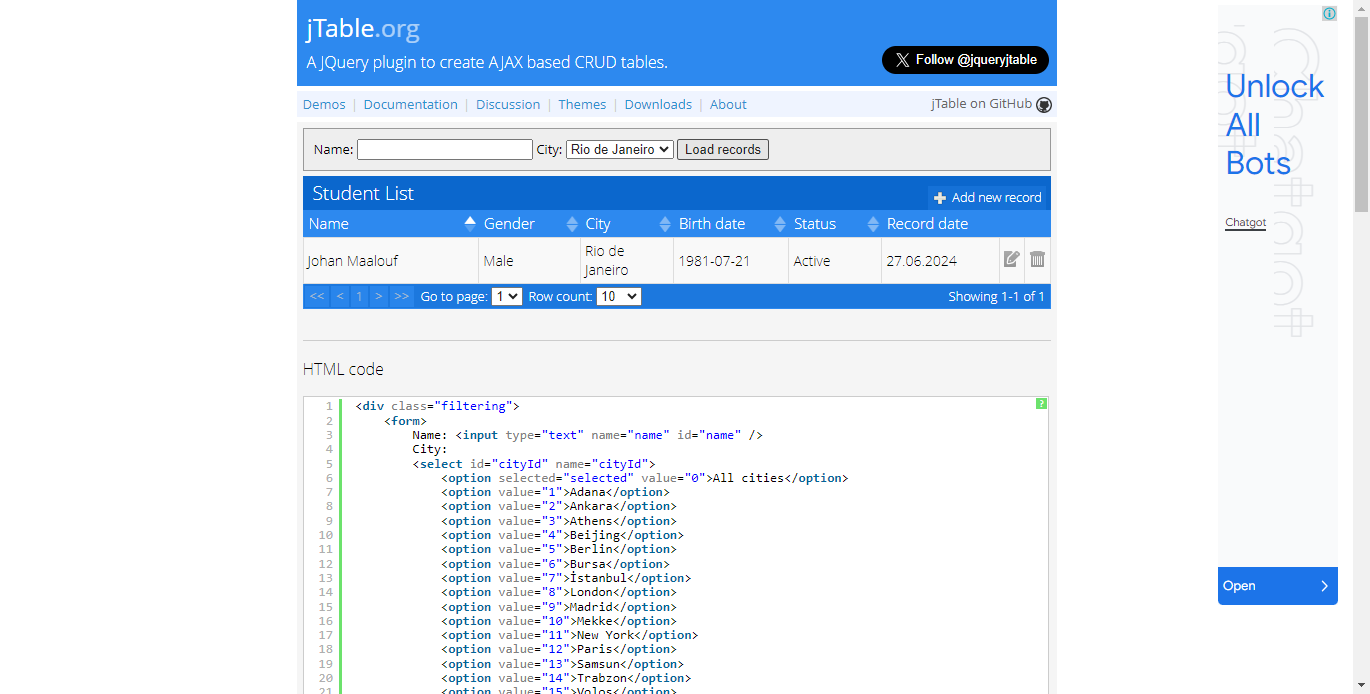 jTable.org
A JQuery plugin to create AJAX based CRUD tables.
Follow @jqueryjtable
Demos | Documentation | Discussion | Themes | Downloads | About
jTable on GitHub
Name: City: Rio de Janeiro Load records
Student List
Add new record
Name Gender City Birth date Status Record date
Johan Maalouf Male Rio de Janeiro 1981-07-21 Active 27.06.2024
<< < 1 > >> Go to page: 1 Row count: 10 Showing 1-1 of 1
HTML code
?
1 <div class="filtering">
2 <form>
3 Name: <input type="text" name="name" id="name" />
4 City:
5 <select id="cityId" name="cityId">
6 <option selected="selected" value="0">All cities</option>
7 <option value="1">Adana</option>
8 <option value="2">Ankara</option>
9 <option value="3">Athens</option>
10 <option value="4">Beijing</option>
11 <option value="5">Berlin</option>
12 <option value="6">Bursa</option>
13 <option value="7">İstanbul</option>
14 <option value="8">London</option>
15 <option value="9">Madrid</option>
16 <option value="10">Mekke</option>
17 <option value="11">New York</option>
18 <option value="12">Paris</option>
19 <option value="13">Samsun</option>
20 <option value="14">Trabzon</option>
21 <option value="15">Volos</option>
Unlock
All
Bots
Chatgot
Open